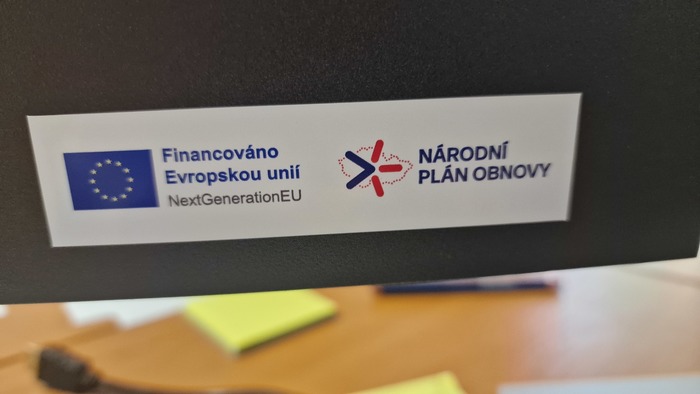 Financováno
Evropskou unií
NextGenerationEU
NÁRODNÍ
PLÁN OBNOVY